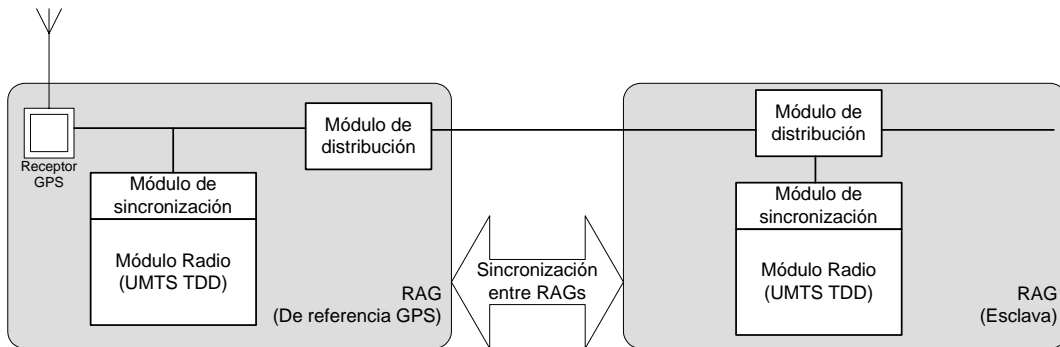 Receptor
GPS
Módulo de
distribución
Módulo de
sincronización
Módulo Radio
(UMTS TDD)
RAG
(De referencia GPS)
Sincronización
entre RAGs
Módulo de
distribución
Módulo de
sincronización
Módulo Radio
(UMTS TDD)
RAG
(Esclava)